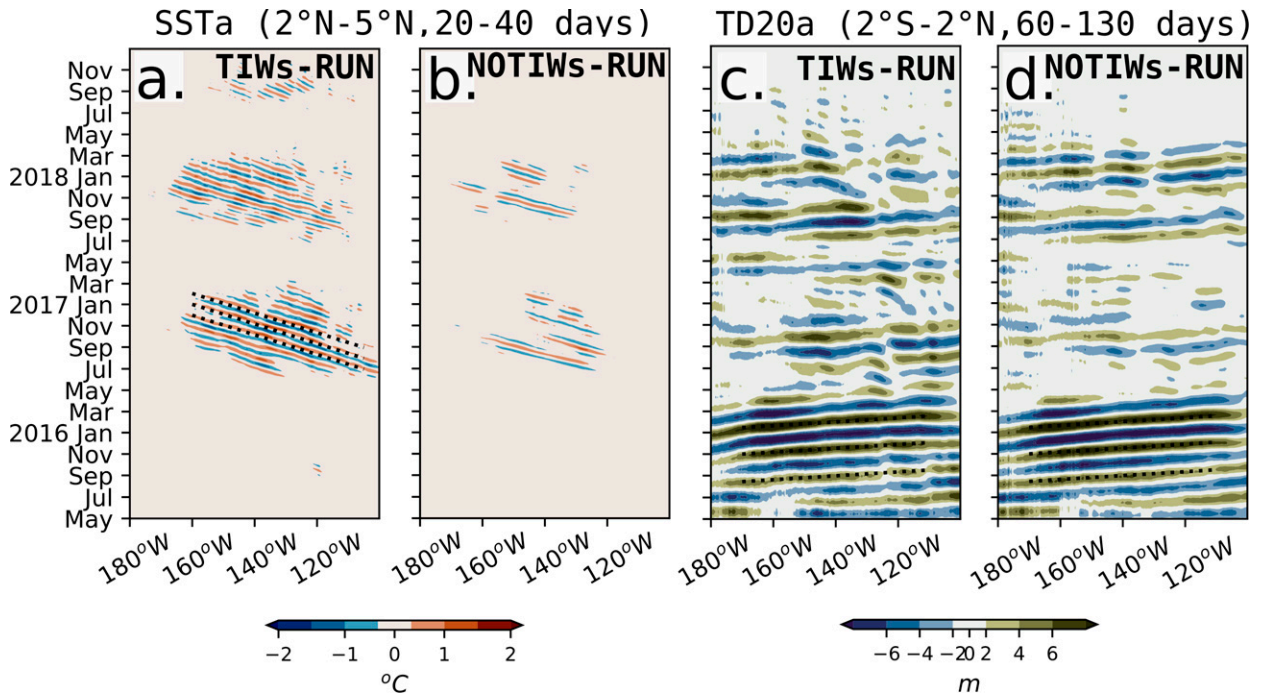 SSTa (2°N-5°N,20-40 days)
TD20a (2°S-2°N,60-130 days)
a. TIWs-RUN
b. NOTIWs-RUN
c. TIWs-RUN
d. NOTIWs-RUN
Nov
Sep
Jul
May
Mar
2018 Jan
Nov
Sep
Jul
May
Mar
2017 Jan
Nov
Sep
Jul
May
Mar
2016 Jan
Nov
Sep
Jul
May
180°W 160°W 140°W 120°W
180°W 160°W 140°W 120°W
180°W 160°W 140°W 120°W
180°W 160°W 140°W 120°W
−2 −1 0 1 2
°C
−6 −4 −2 0 2 4 6
m